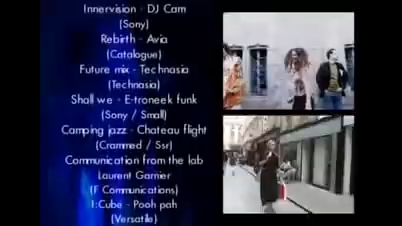 Innervision - DJ Cam
(Sony)
Rebirth - Avia
(Catalogue)
Future mix - Technasia
(Technasia)
Shall we - E-troneek funk
(Sony / Small)
Camping jazz - Chateau flight
(Crammed / Ssr)
Communication from the lab
Laurent Garnier
(F Communications)
I:Cube - Pooh pah
(Versatile)